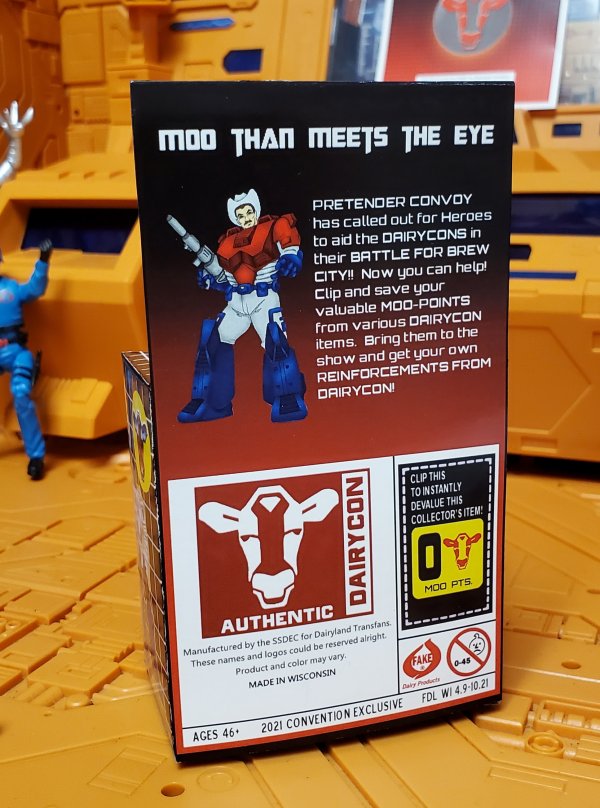 MOO THAN MEETS THE EYE
PRETENDER CONVOY
has called out for Heroes
to aid the DAIRYCONS in
their BATTLE FOR BREW
CITY!! Now you can help!
Clip and save your
valuable MOO-POINTS
from various DAIRYCON
items. Bring them to the
show and get your own
REINFORCEMENTS FROM
DAIRYCON!
AUTHENTIC
DAIRYCON
Manufactured by the SSDEC for Dairyland Transfans.
These names and logos could be reserved alright.
Product and color may vary.
MADE IN WISCONSIN
CLIP THIS
TO INSTANTLY
DEVALUE THIS
COLLECTOR'S ITEM!
0
MOO PTS.
FAKE
®
Dairy Products
0-45
AGES 46+
2021 CONVENTION EXCLUSIVE
FDL WI 4.9-10.21